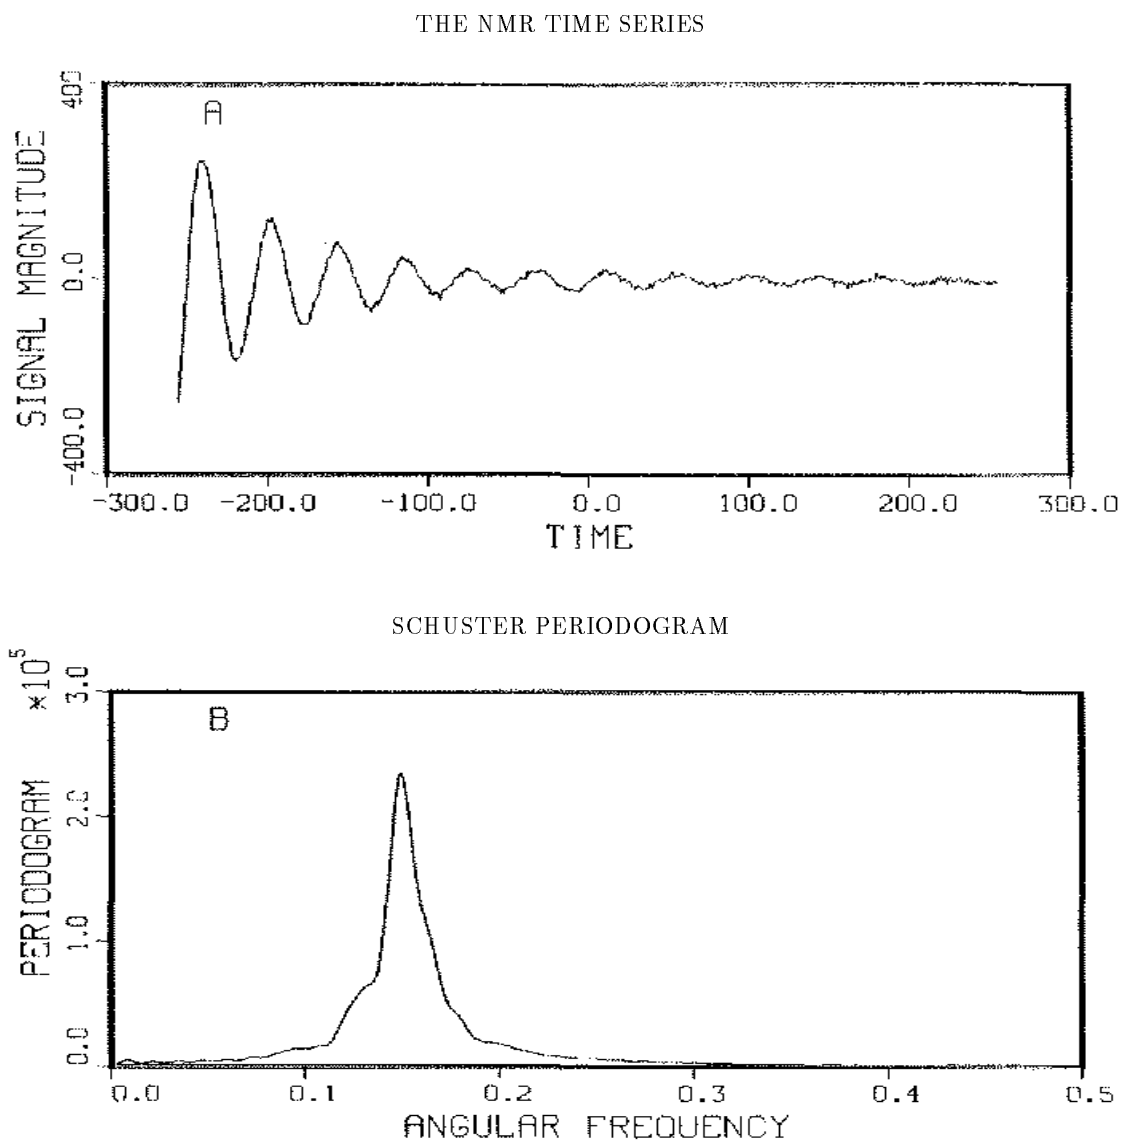 THE NMR TIME SERIES
A
SIGNAL MAGNITUDE
400
0.0
-400.0
-300.0 -200.0 -100.0 0.0 100.0 200.0 300.0
TIME
SCHUSTER PERIODOGRAM
B
PERIODOGRAM *10^5
3.0
2.0
1.0
0.0
0.0 0.1 0.2 0.3 0.4 0.5
ANGULAR FREQUENCY